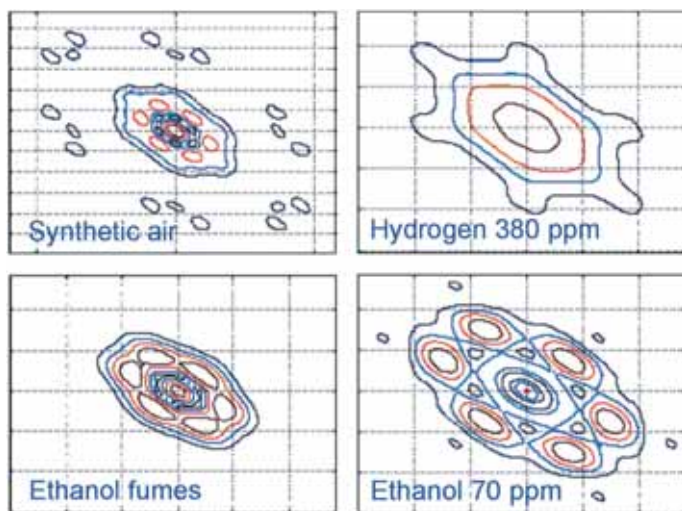 Synthetic air
Hydrogen 380 ppm
Ethanol fumes
Ethanol 70 ppm